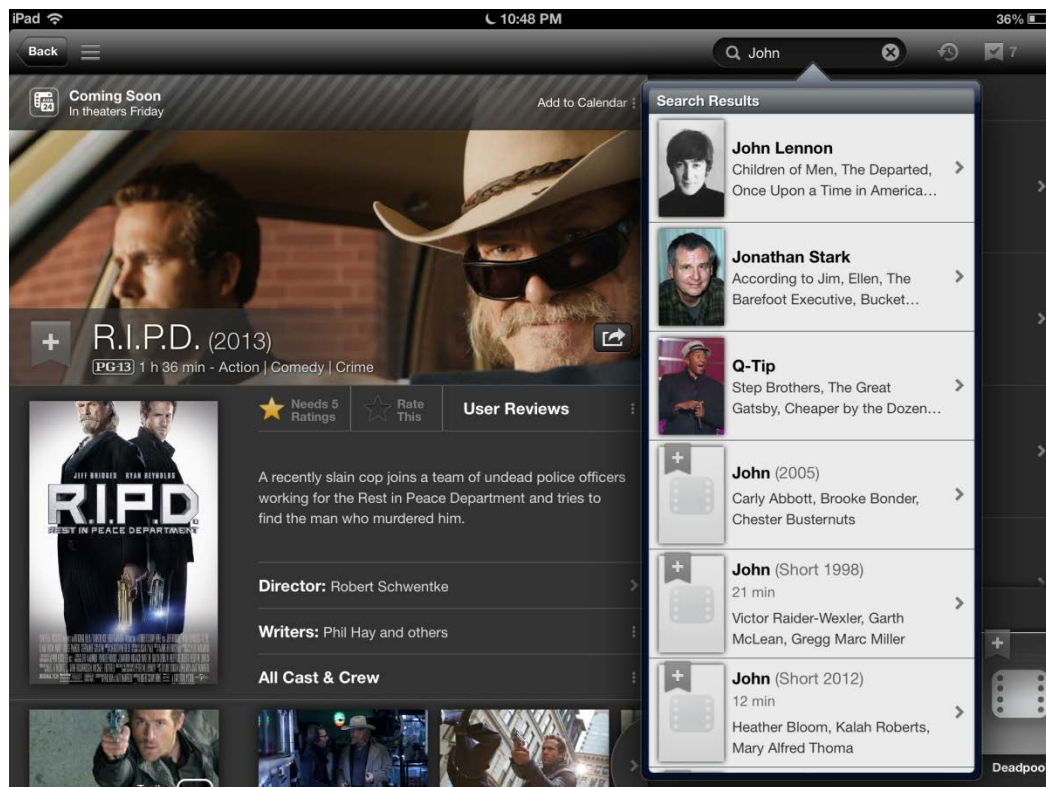 iPad 10:48 PM 36%
Back
John
7
Coming Soon
In theaters Friday
Add to Calendar
AUG
24
R.I.P.D. (2013)
PG-13 1 h 36 min - Action | Comedy | Crime
JEFF BRIDGES RYAN REYNOLDS
R.I.P.D.
REST IN PEACE DEPARTMENT
Needs 5
Ratings
Rate
This
User Reviews
A recently slain cop joins a team of undead police officers
working for the Rest in Peace Department and tries to
find the man who murdered him.
Director: Robert Schwentke
Writers: Phil Hay and others
All Cast & Crew
Search Results
John Lennon
Children of Men, The Departed,
Once Upon a Time in America...
Jonathan Stark
According to Jim, Ellen, The
Barefoot Executive, Bucket...
Q-Tip
Step Brothers, The Great
Gatsby, Cheaper by the Dozen...
John (2005)
Carly Abbott, Brooke Bonder,
Chester Busternuts
John (Short 1998)
21 min
Victor Raider-Wexler, Garth
McLean, Gregg Marc Miller
John (Short 2012)
12 min
Heather Bloom, Kalah Roberts,
Mary Alfred Thoma
Deadpoo